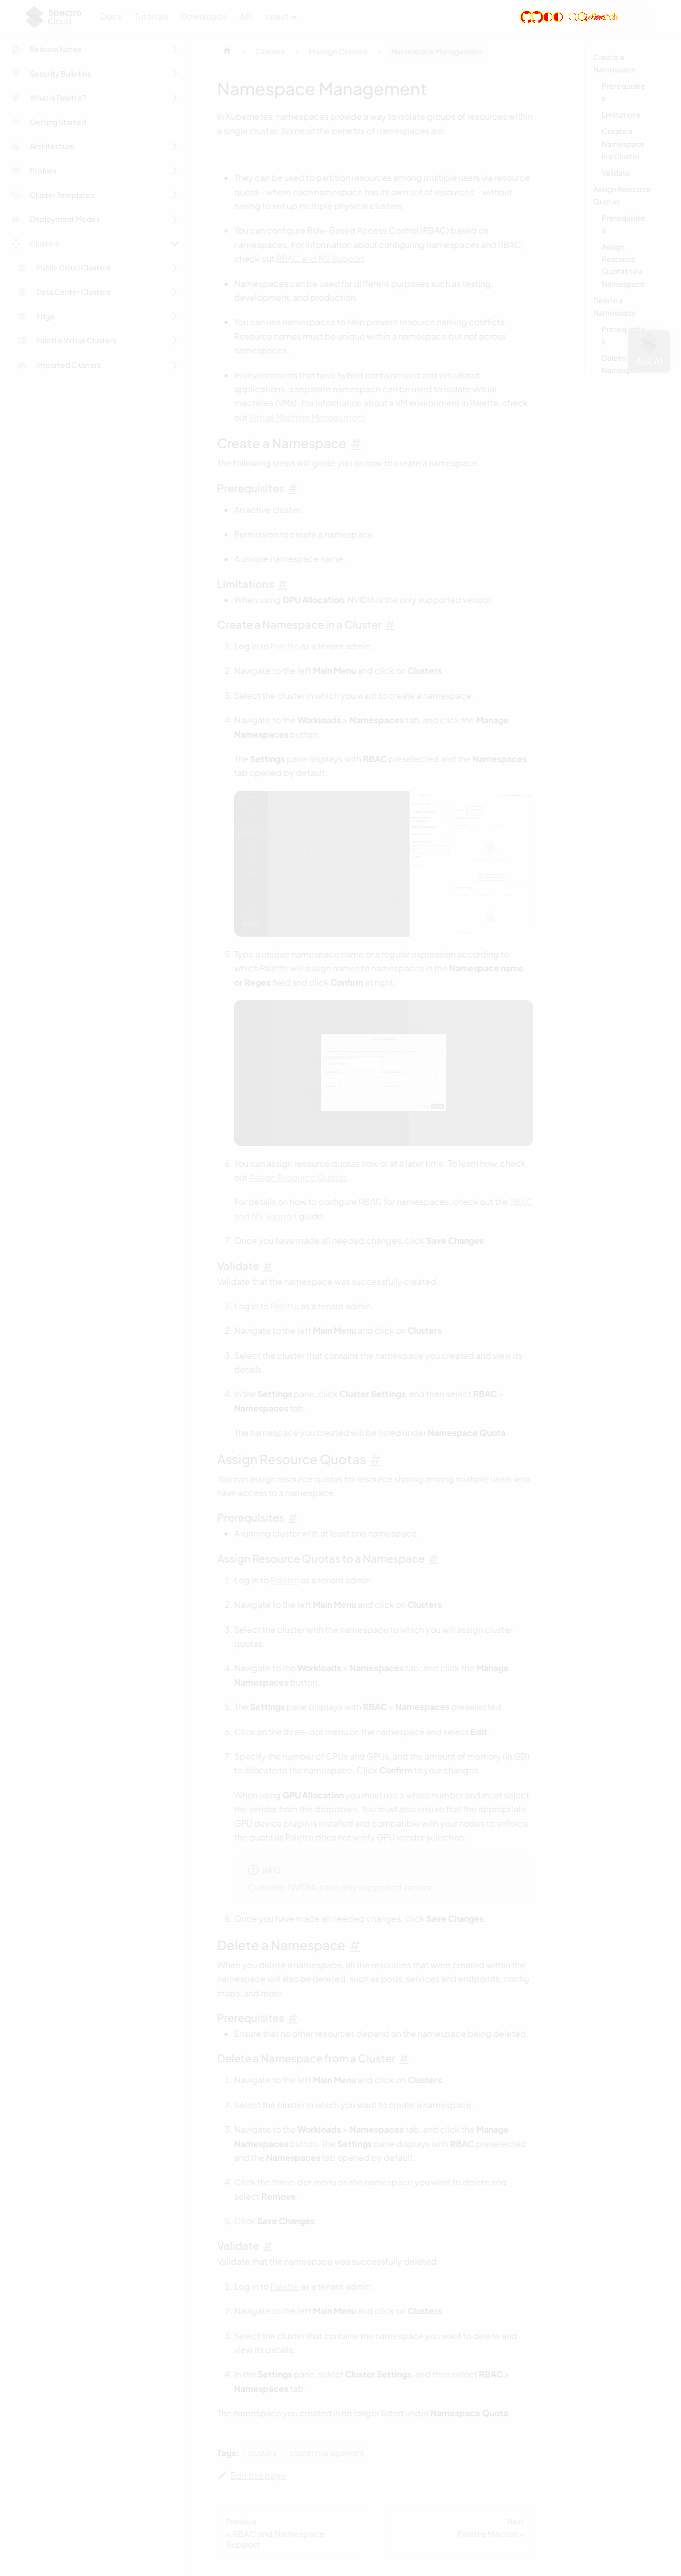 Spectro
Cloud
Docs
Tutorials
Downloads
API
latest
Release Notes
Security Bulletins
What is Palette?
Getting Started
Architecture
Profiles
Cluster Templates
Deployment Modes
Clusters
Public Cloud Clusters
Data Center Clusters
Edge
Palette Virtual Clusters
Imported Clusters
Clusters
Manage Clusters
Namespace Management
Namespace Management
In Kubernetes, namespaces provide a way to isolate groups of resources within
a single cluster. Some of the benefits of namespaces are:
They can be used to partition resources among multiple users via resource
quota – where each namespace has its own set of resources – without
having to set up multiple physical clusters.
You can configure Role-Based Access Control (RBAC) based on
namespaces. For information about configuring namespaces and RBAC,
check out RBAC and NS Support.
Namespaces can be used for different purposes such as testing,
development, and production.
You can use namespaces to help prevent resource naming conflicts.
Resource names must be unique within a namespace but not across
namespaces.
In environments that have hybrid containerized and virtualized
applications, a separate namespace can be used to isolate virtual
machines (VMs). For information about a VM environment in Palette, check
out Virtual Machine Management.
Create a Namespace #
The following steps will guide you on how to create a namespace.
Prerequisites #
An active cluster.
Permission to create a namespace.
A unique namespace name.
Limitations #
When using GPU Allocation, NVIDIA is the only supported vendor.
Create a Namespace in a Cluster #
1. Log in to Palette as a tenant admin.
2. Navigate to the left Main Menu and click on Clusters.
3. Select the cluster in which you want to create a namespace.
4. Navigate to the Workloads > Namespaces tab, and click the Manage
Namespaces button.
The Settings pane displays with RBAC preselected and the Namespaces
tab opened by default.
5. Type a unique namespace name or a regular expression according to
which Palette will assign names to namespaces in the Namespace name
or Regex field and click Confirm at right.
6. You can assign resource quotas now or at a later time. To learn how, check
out Assign Resource Quotas.
For details on how to configure RBAC for namespaces, check out the RBAC
and NS Support guide.
7. Once you have made all needed changes, click Save Changes.
Validate #
Validate that the namespace was successfully created.
1. Log in to Palette as a tenant admin.
2. Navigate to the left Main Menu and click on Clusters.
3. Select the cluster that contains the namespace you created and view its
details.
4. In the Settings pane, click Cluster Settings, and then select RBAC >
Namespaces tab.
The namespace you created will be listed under Namespace Quota.
Assign Resource Quotas #
You can assign resource quotas for resource sharing among multiple users who
have access to a namespace.
Prerequisites #
A running cluster with at least one namespace.
Assign Resource Quotas to a Namespace #
1. Log in to Palette as a tenant admin.
2. Navigate to the left Main Menu and click on Clusters.
3. Select the cluster with the namespace to which you will assign cluster
quotas.
4. Navigate to the Workloads > Namespaces tab, and click the Manage
Namespaces button.
5. The Settings pane displays with RBAC > Namespaces preselected.
6. Click on the three-dot menu on the namespace and select Edit.
7. Specify the number of CPUs and GPUs, and the amount of memory (in GB)
to allocate to the namespace. Click Confirm to your changes.
When using GPU Allocation you must use a whole number and must select
the vendor from the dropdown. You must also ensure that the appropriate
GPU device plugin is installed and compatible with your nodes to enforce
the quota as Palette does not verify GPU vendor selection.
INFO
Currently, NVIDIA is the only supported vendor.
8. Once you have made all needed changes, click Save Changes.
Delete a Namespace #
When you delete a namespace, all the resources that were created within the
namespace will also be deleted, such as pods, services and endpoints, config
maps, and more.
Prerequisites #
Ensure that no other resources depend on the namespace being deleted.
Delete a Namespace from a Cluster #
1. Navigate to the left Main Menu and click on Clusters.
2. Select the cluster in which you want to create a namespace.
3. Navigate to the Workloads > Namespaces tab, and click the Manage
Namespaces button. The Settings pane displays with RBAC preselected
and the Namespaces tab opened by default.
4. Click the three-dot menu on the namespace you want to delete and
select Remove.
5. Click Save Changes.
Validate #
Validate that the namespace was successfully deleted.
1. Log in to Palette as a tenant admin.
2. Navigate to the left Main Menu and click on Clusters.
3. Select the cluster that contains the namespace you want to delete and
view its details.
4. In the Settings pane, select Cluster Settings, and then select RBAC >
Namespaces tab.
The namespace you created is no longer listed under Namespace Quota.
Tags:
clusters
cluster management
Edit this page
Previous
« RBAC and Namespace
Support
Next
Palette Macros »
Create a
Namespace
Prerequisite
s
Limitations
Create a
Namespace
in a Cluster
Validate
Assign Resource
Quotas
Prerequisite
s
Assign
Resource
Quotas to a
Namespace
Delete a
Namespace
Prerequisite
s
Delete
Ask AI